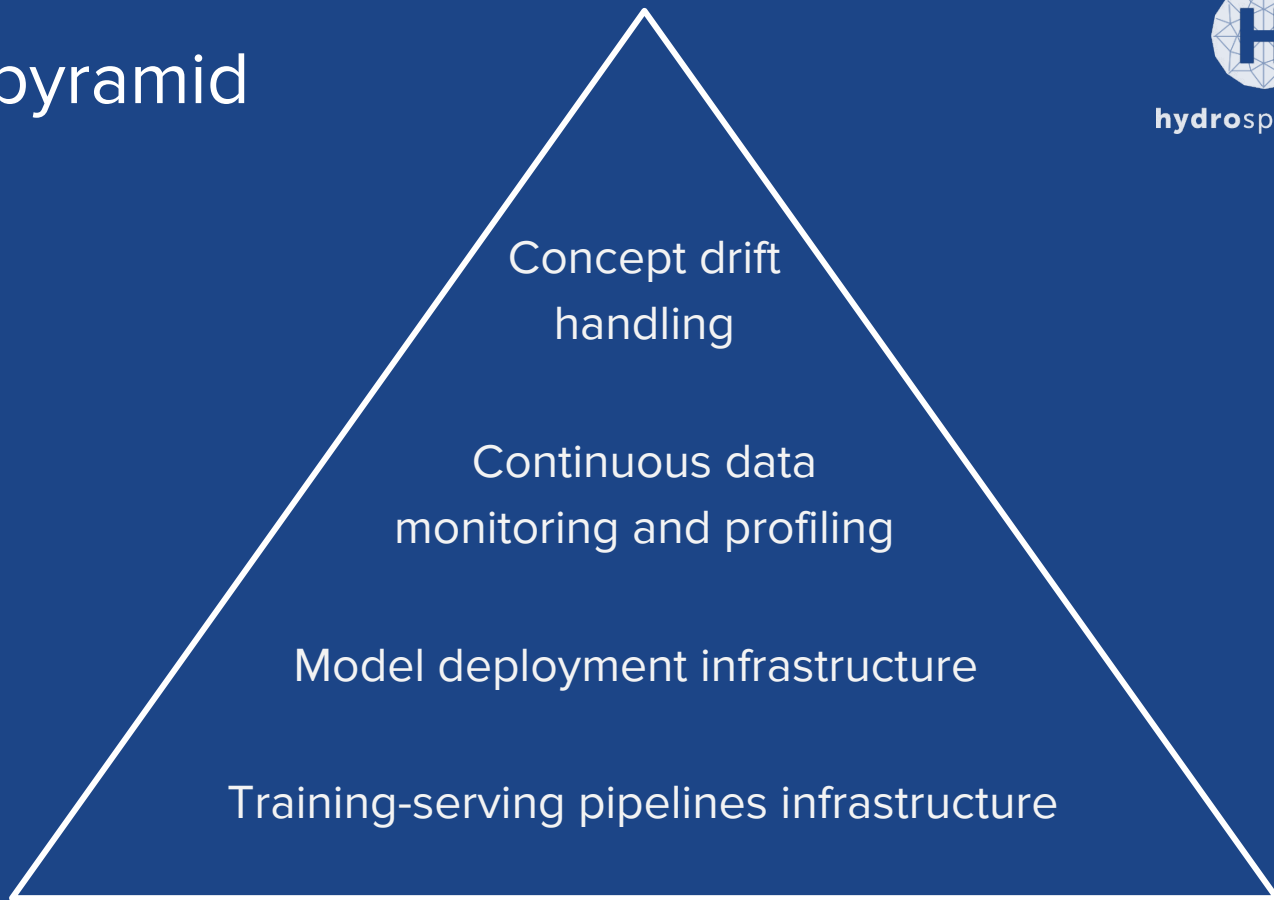 pyramid
hydrosp
Concept drift
handling
Continuous data
monitoring and profiling
Model deployment infrastructure
Training-serving pipelines infrastructure